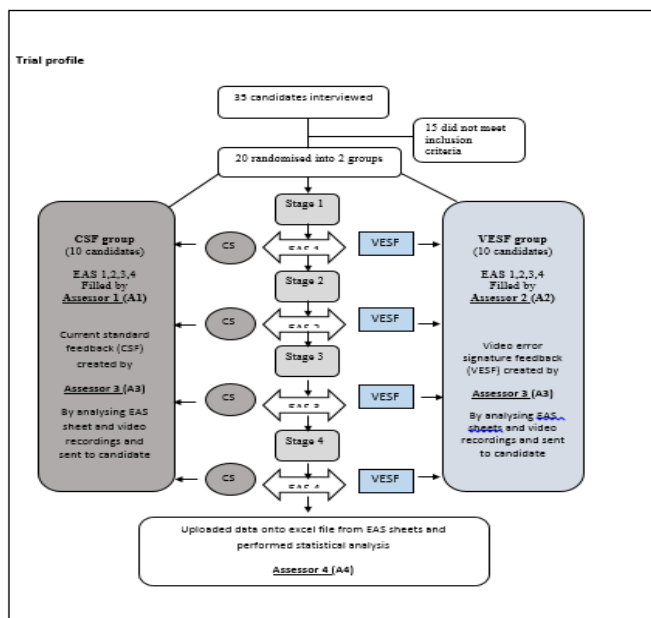 Trial profile
35 candidates interviewed
15 did not meet
inclusion
criteria
20 randomised into 2 groups
Stage 1
CS
VESF
Stage 2
CS
VESF
Stage 3
CS
VESF
Stage 4
CS
VESF
CSF group
(10 candidates)
EAS 1,2,3,4
Filled by
Assessor 1 (A1)
Current standard
feedback (CSF)
created by
Assessor 3 (A3)
By analysing EAS
sheet and video
recordings and
sent to candidate
VESF group
(10 candidates)
EAS 1,2,3,4
Filled by
Assessor 2 (A2)
Video error
signature feedback
(VESF) created by
Assessor 3 (A3)
By analysing EAS
sheets and video
recordings and sent
to candidate
Uploaded data onto excel file from EAS sheets and
performed statistical analysis
Assessor 4 (A4)